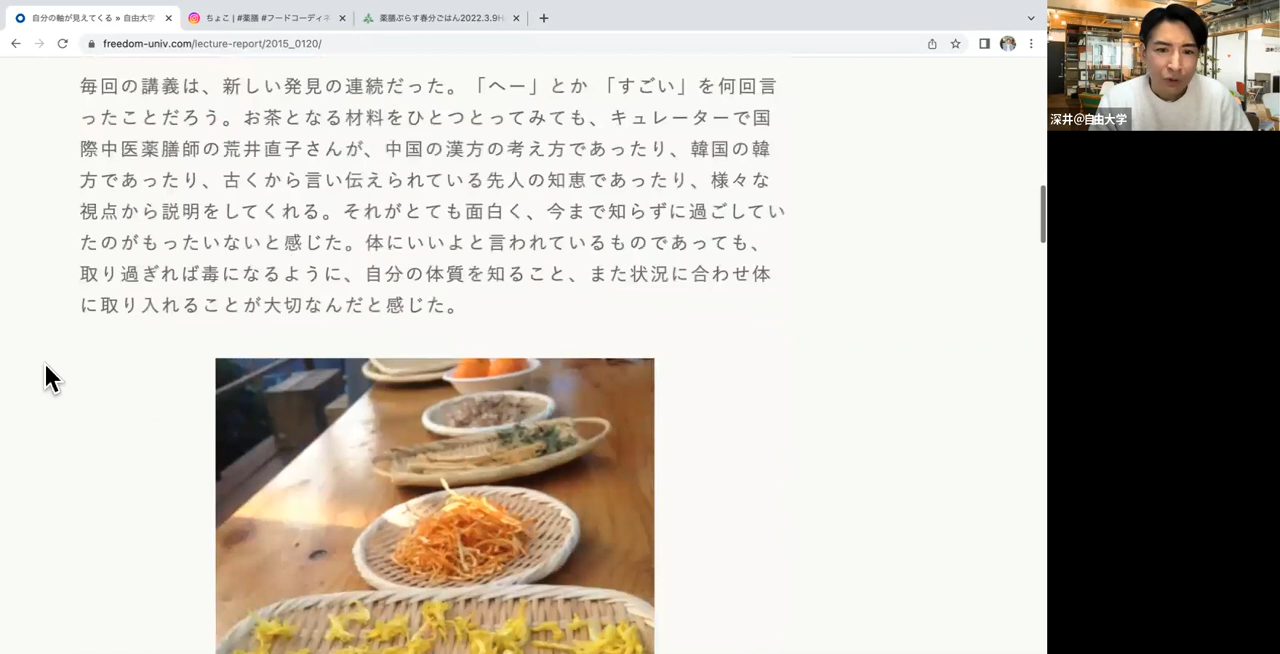 自分の軸が見えてくる » 自由大学
ちょこ | #薬膳 #フードコーディネ
薬膳ぷらす春分ごはん2022.3.9H
freedom-univ.com/lecture-report/2015_0120/
毎回の講義は、新しい発見の連続だった。「へー」とか 「すごい」を何回言
ったことだろう。お茶となる材料をひとつとってみても、キュレーターで国
際中医薬膳師の荒井直子さんが、中国の漢方の考え方であったり、韓国の韓
方であったり、古くから言い伝えられている先人の知恵であったり、様々な
視点から説明をしてくれる。それがとても面白く、今まで知らずに過ごしてい
たのがもったいないと感じた。体にいいよと言われているものであっても、
取り過ぎれば毒になるように、自分の体質を知ること、また状況に合わせ体
に取り入れることが大切なんだと感じた。
深井@自由大学